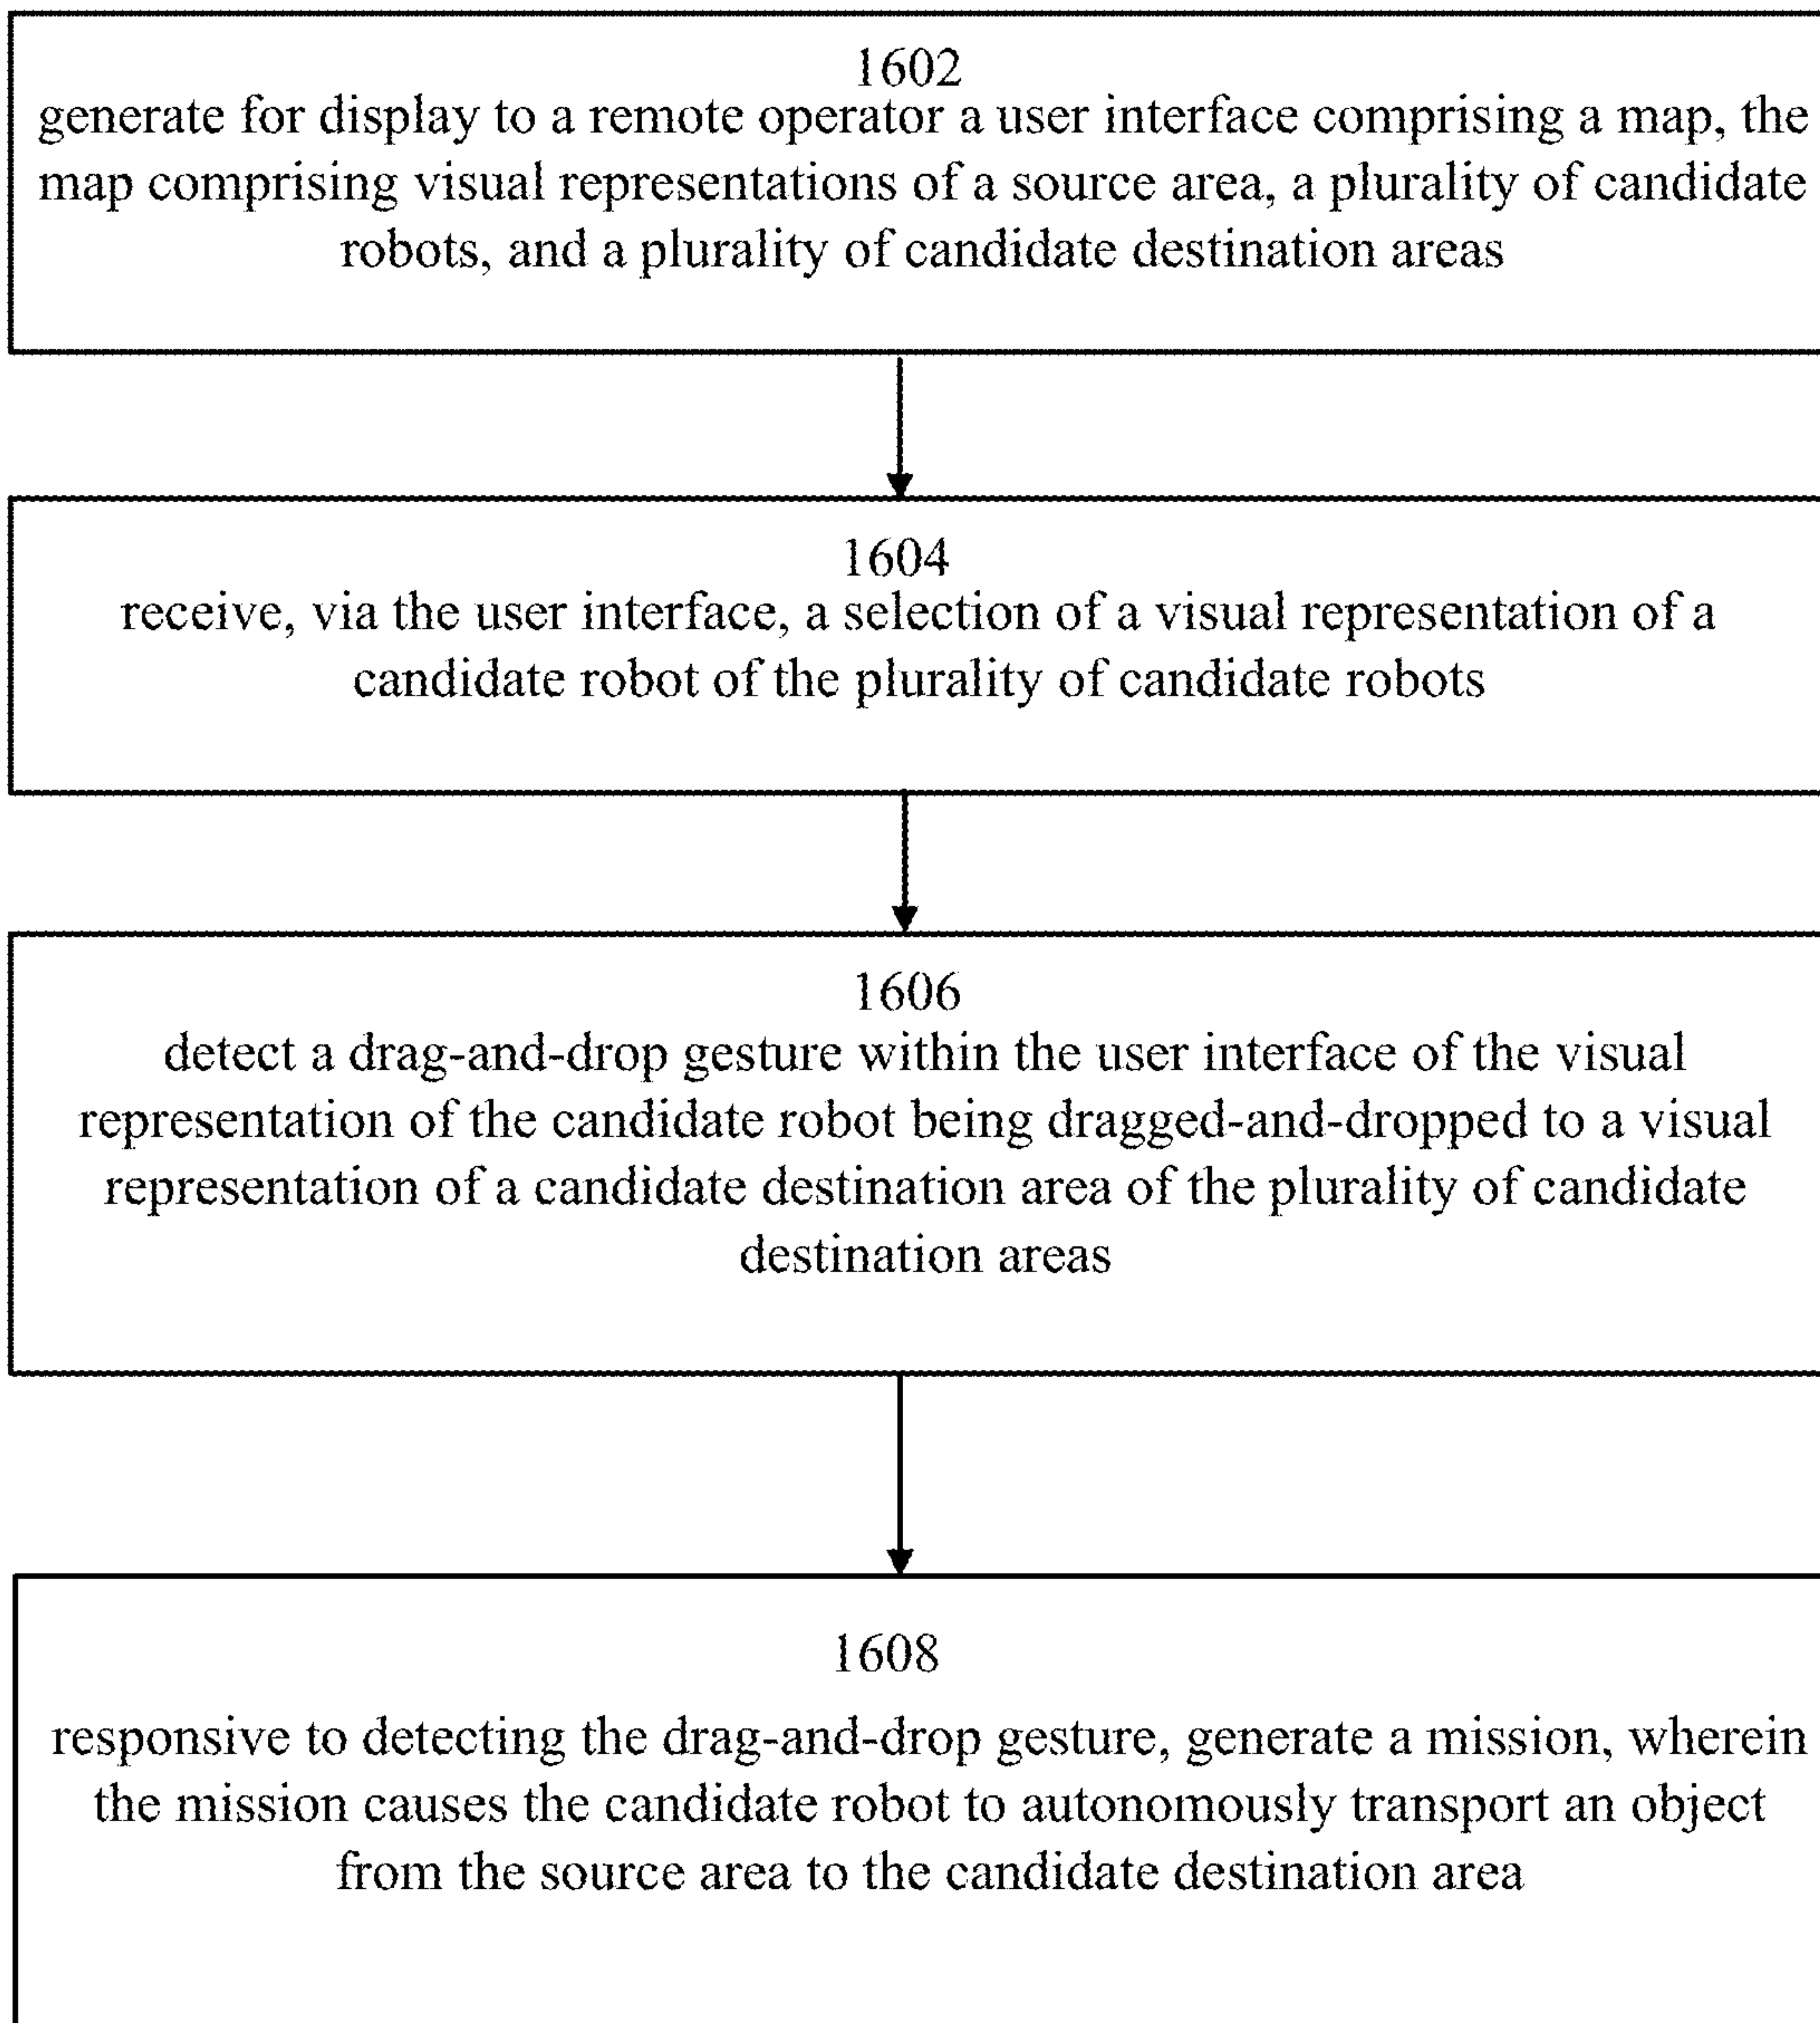 1602
generate for display to a remote operator a user interface comprising a map, the
map comprising visual representations of a source area, a plurality of candidate
robots, and a plurality of candidate destination areas
1604
receive, via the user interface, a selection of a visual representation of a
candidate robot of the plurality of candidate robots
1606
detect a drag-and-drop gesture within the user interface of the visual
representation of the candidate robot being dragged-and-dropped to a visual
representation of a candidate destination area of the plurality of candidate
destination areas
1608
responsive to detecting the drag-and-drop gesture, generate a mission, wherein
the mission causes the candidate robot to autonomously transport an object
from the source area to the candidate destination area